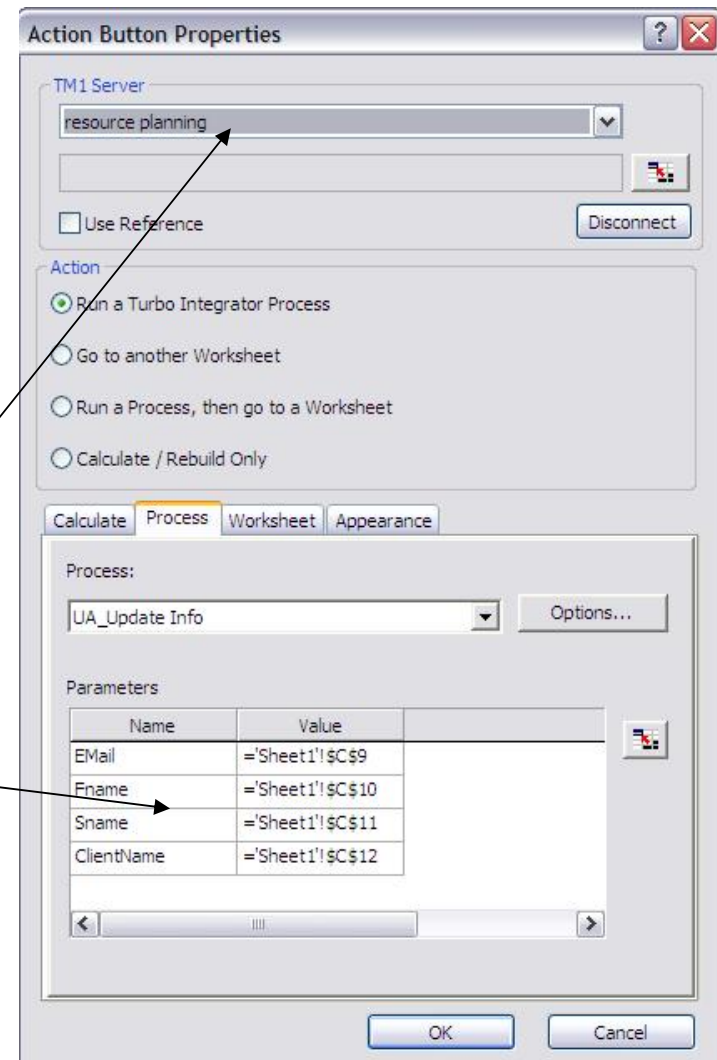 Action Button Properties
TM1 Server
resource planning
Use Reference
Disconnect
Action
Run a Turbo Integrator Process
Go to another Worksheet
Run a Process, then go to a Worksheet
Calculate / Rebuild Only
Calculate Process Worksheet Appearance
Process:
UA_Update Info
Options...
Parameters
Name Value
EMail ='Sheet1'!$C$9
Fname ='Sheet1'!$C$10
Sname ='Sheet1'!$C$11
ClientName ='Sheet1'!$C$12
OK Cancel